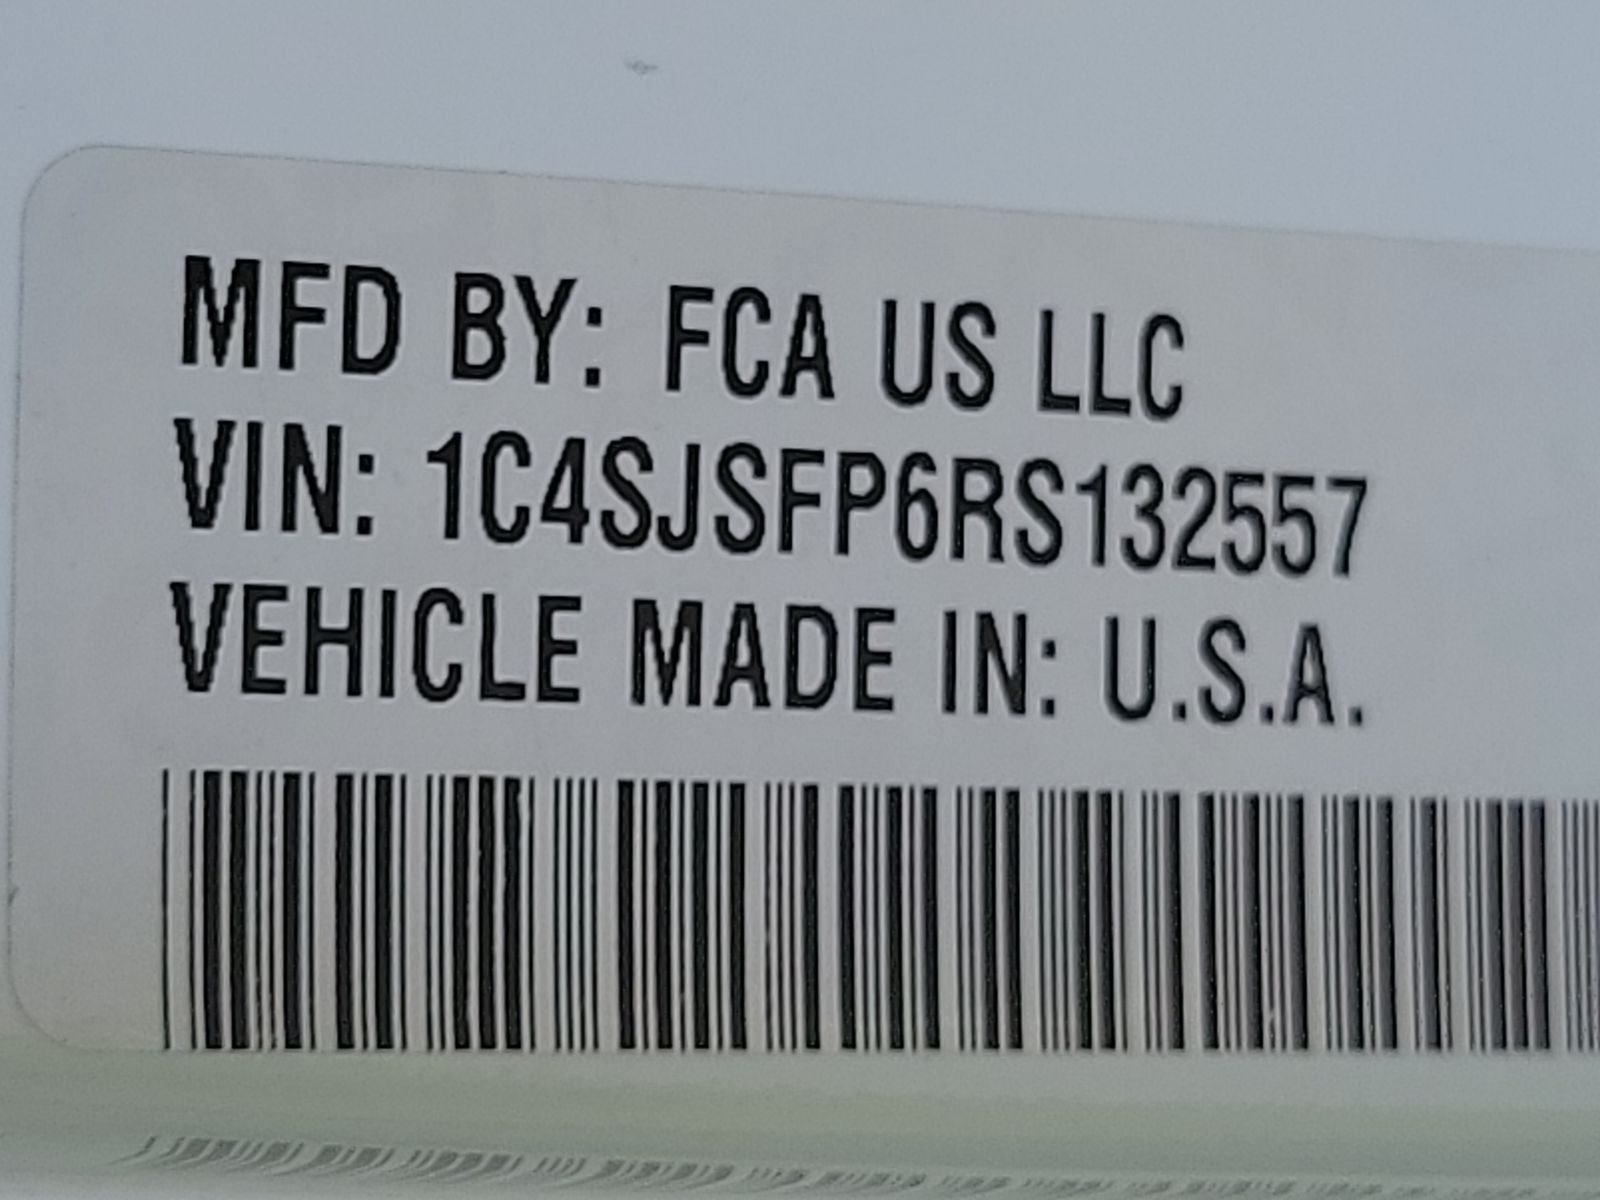 MFD BY: FCA US LLC
VIN: 1C4SJSFP6RS132557
VEHICLE MADE IN: U.S.A.